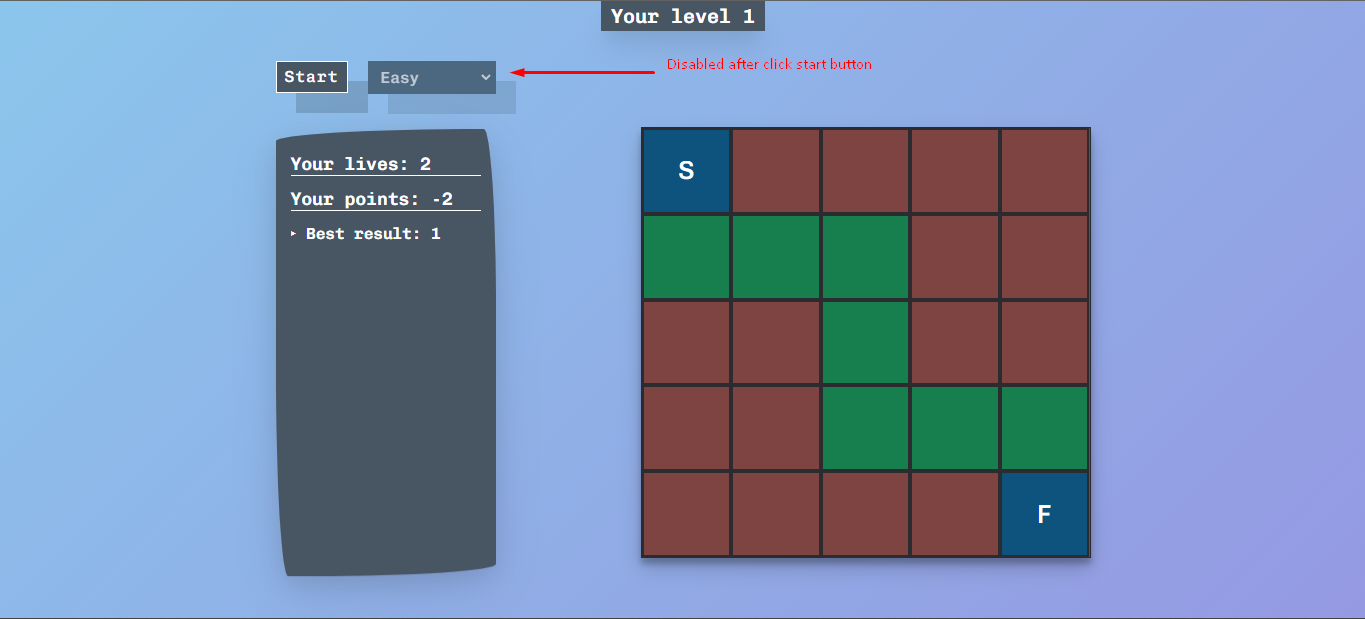 Your level 1
Start
Easy
Disabled after click start button
Your lives: 2
Your points: -2
Best result: 1
S
F